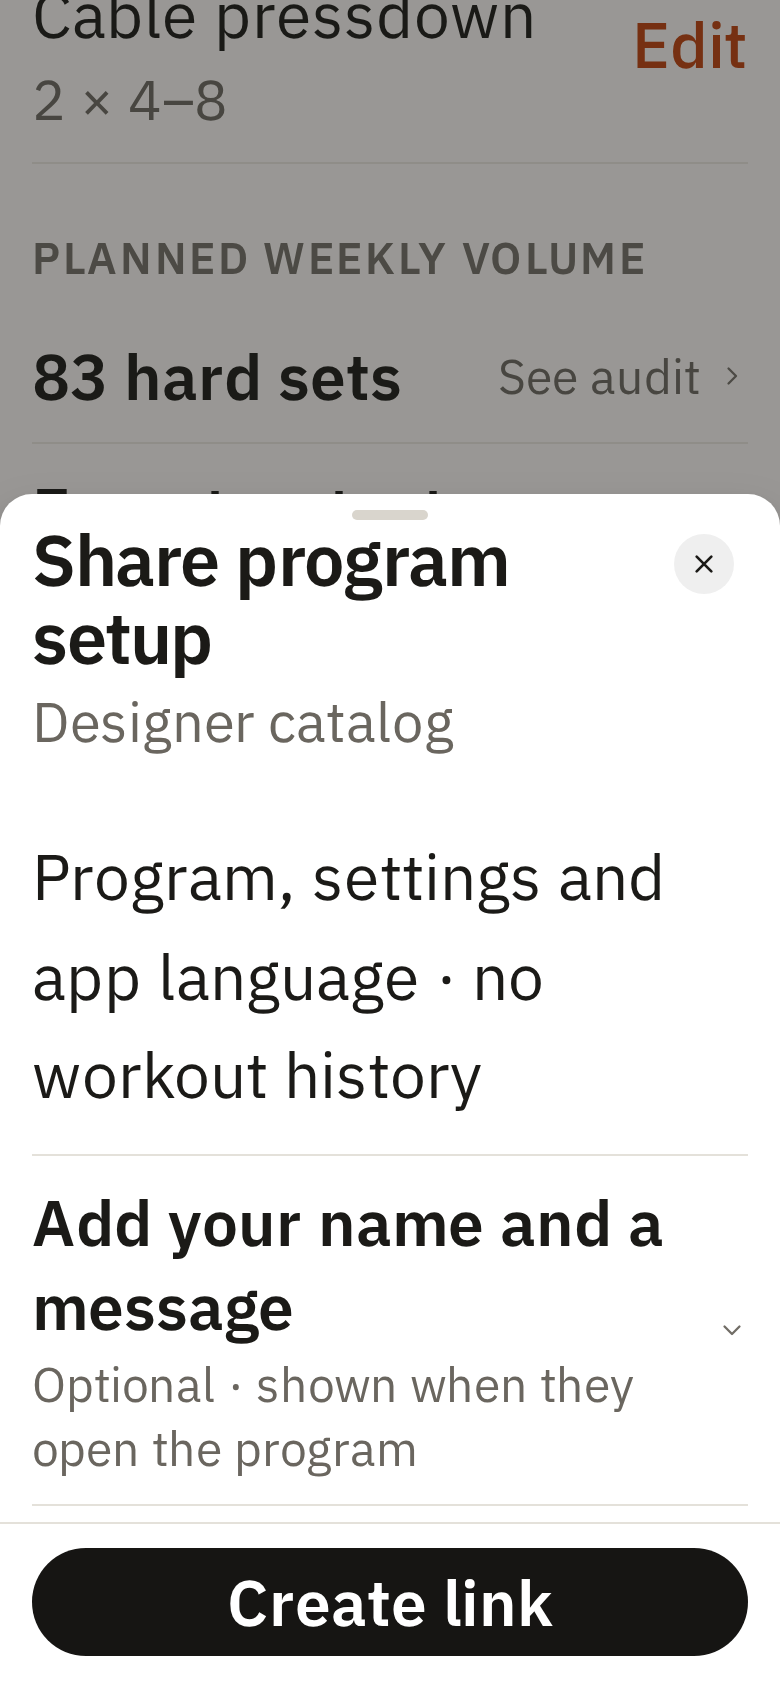 Cable pressdown
Edit
2 × 4–8
PLANNED WEEKLY VOLUME
83 hard sets
See audit
Share program
setup
Designer catalog
Program, settings and
app language · no
workout history
Add your name and a
message
Optional · shown when they
open the program
Create link